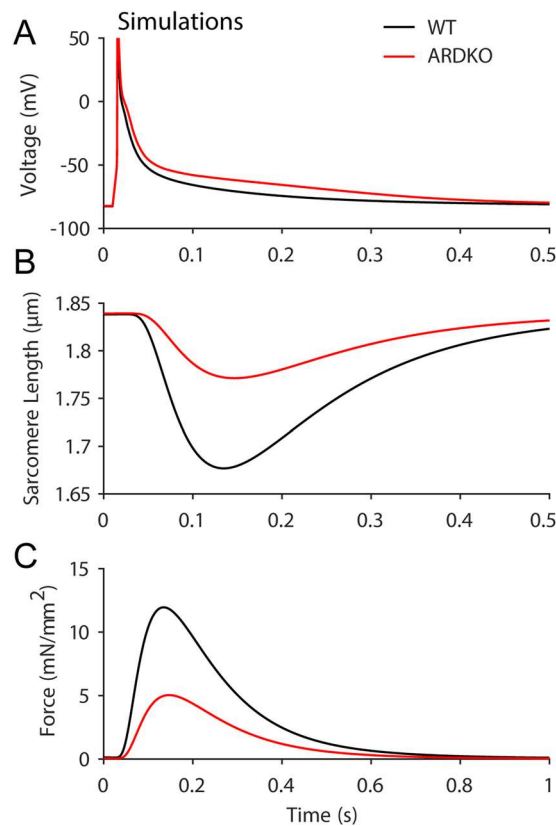 A
Simulations
WT
ARDKO
Voltage (mV)
50
0
-50
-100
0 0.1 0.2 0.3 0.4 0.5
B
Sarcomere Length (µm)
1.85
1.8
1.75
1.7
1.65
0 0.1 0.2 0.3 0.4 0.5
C
Force (mN/mm²)
15
10
5
0
0 0.2 0.4 0.6 0.8 1
Time (s)